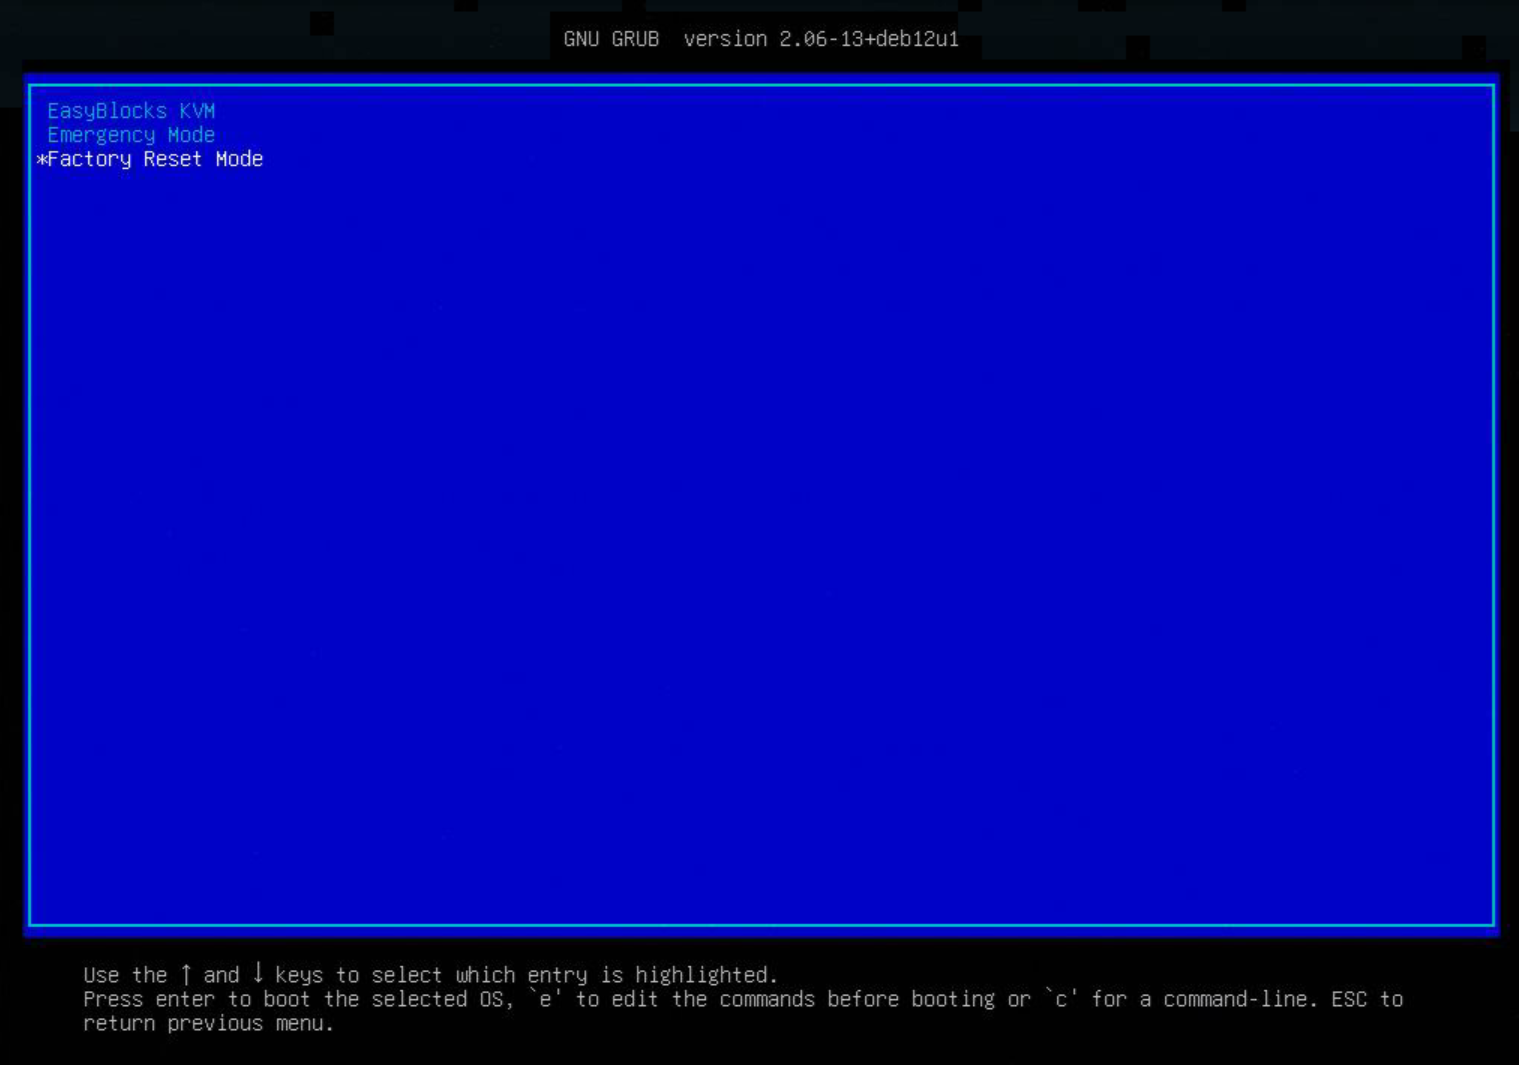 GNU GRUB  version 2.06-13+deb12u1
EasyBlocks KVM
Emergency Mode
*Factory Reset Mode
Use the ↑ and ↓ keys to select which entry is highlighted.
Press enter to boot the selected OS, `e' to edit the commands before booting or `c' for a command-line. ESC to
return previous menu.